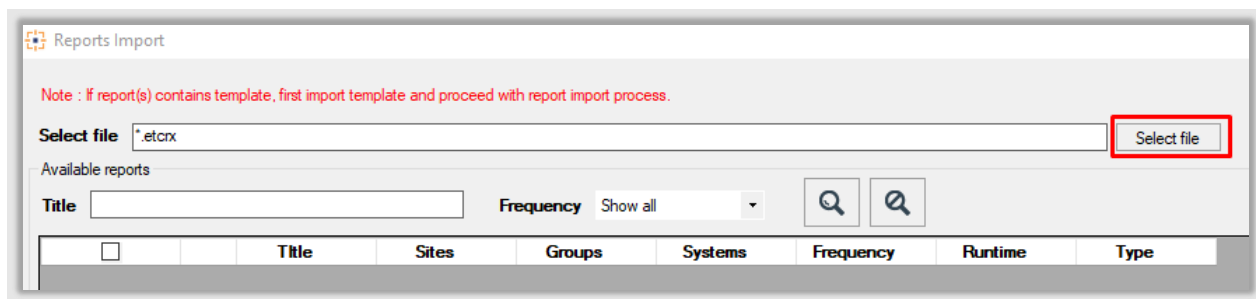 Reports Import
Note : If report(s) contains template, first import template and proceed with report import process.
Select file *.etcrx Select file
Available reports
Title Frequency Show all
Title Sites Groups Systems Frequency Runtime Type